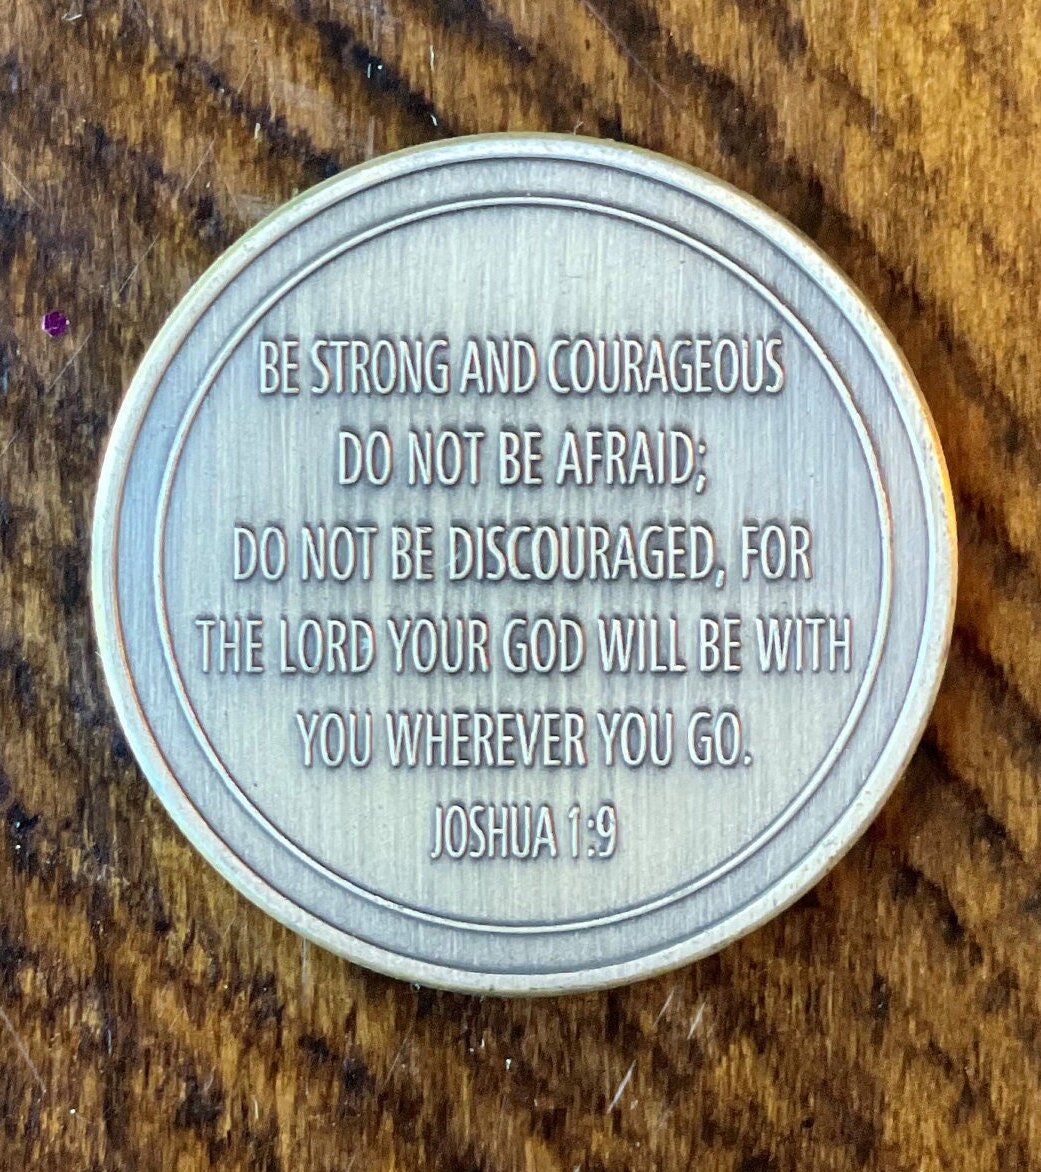 BE STRONG AND COURAGEOUS
DO NOT BE AFRAID;
DO NOT BE DISCOURAGED, FOR
THE LORD YOUR GOD WILL BE WITH
YOU WHEREVER YOU GO.
JOSHUA 1:9